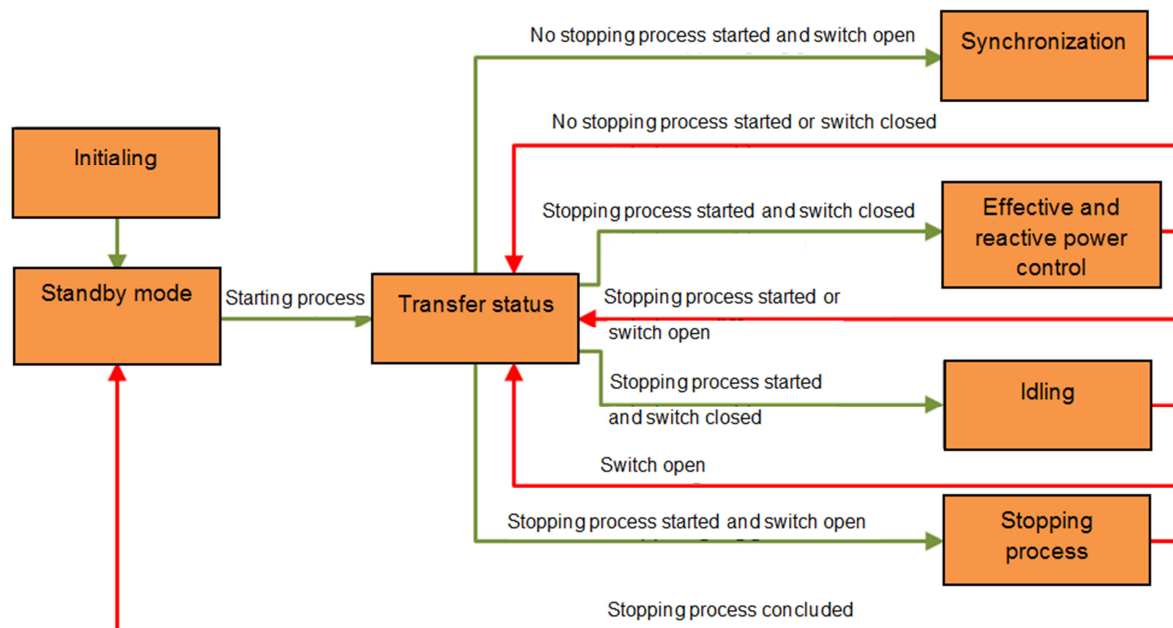 No stopping process started and switch open
Synchronization
No stopping process started or switch closed
Initialing
Stopping process started and switch closed
Effective and
reactive power
control
Standby mode
Starting process
Transfer status
Stopping process started or
switch open
Stopping process started
and switch closed
Idling
Switch open
Stopping process started and switch open
Stopping
process
Stopping process concluded